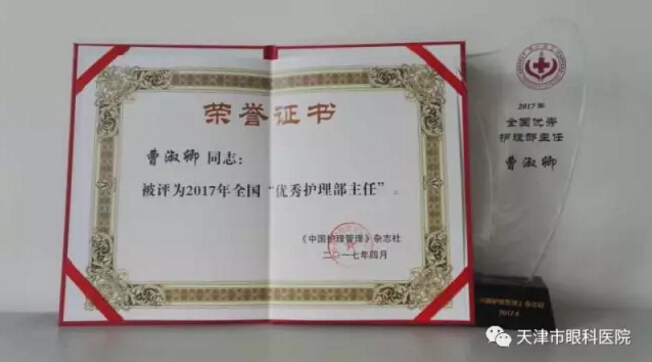 荣誉证书
曹淑卿 同志：
被评为2017年全国“优秀护理部主任”。
《中国护理管理》杂志社
二〇一七年四月
2017年
全国优秀
护理部主任
曹淑卿
2017.4
天津市眼科医院